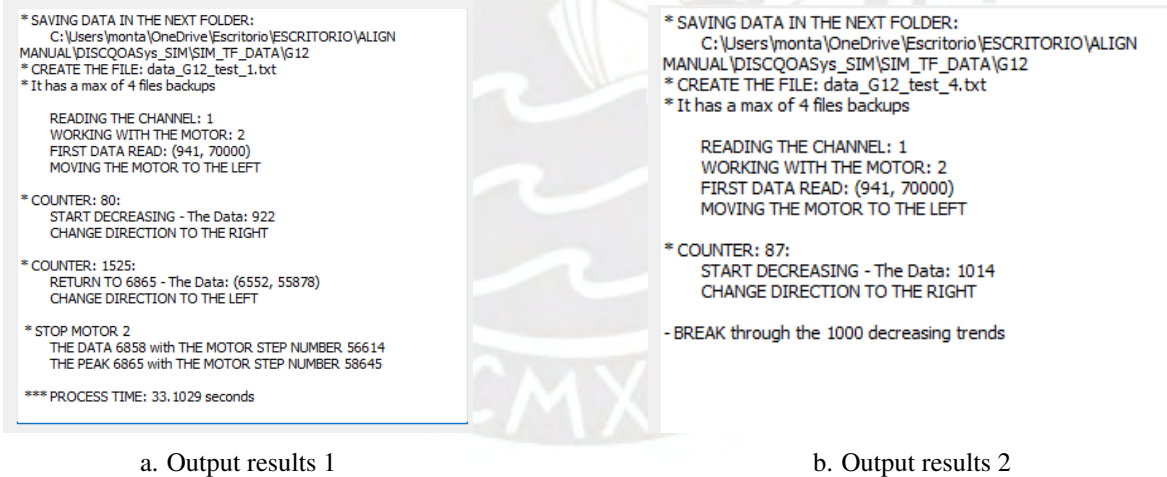 * SAVING DATA IN THE NEXT FOLDER:
C:\Users\monta\OneDrive\Escritorio\ESCRITORIO\ALIGN
MANUAL\DISCQOASys_SIM\SIM_TF_DATA\G12
* CREATE THE FILE: data_G12_test_1.txt
* It has a max of 4 files backups
READING THE CHANNEL: 1
WORKING WITH THE MOTOR: 2
FIRST DATA READ: (941, 70000)
MOVING THE MOTOR TO THE LEFT
* COUNTER: 80:
START DECREASING - The Data: 922
CHANGE DIRECTION TO THE RIGHT
* COUNTER: 1525:
RETURN TO 6865 - The Data: (6552, 55878)
CHANGE DIRECTION TO THE LEFT
* STOP MOTOR 2
THE DATA 6858 with THE MOTOR STEP NUMBER 56614
THE PEAK 6865 with THE MOTOR STEP NUMBER 58645
*** PROCESS TIME: 33.1029 seconds
a. Output results 1
* SAVING DATA IN THE NEXT FOLDER:
C:\Users\monta\OneDrive\Escritorio\ESCRITORIO\ALIGN
MANUAL\DISCQOASys_SIM\SIM_TF_DATA\G12
* CREATE THE FILE: data_G12_test_4.txt
* It has a max of 4 files backups
READING THE CHANNEL: 1
WORKING WITH THE MOTOR: 2
FIRST DATA READ: (941, 70000)
MOVING THE MOTOR TO THE LEFT
* COUNTER: 87:
START DECREASING - The Data: 1014
CHANGE DIRECTION TO THE RIGHT
- BREAK through the 1000 decreasing trends
b. Output results 2
CMX